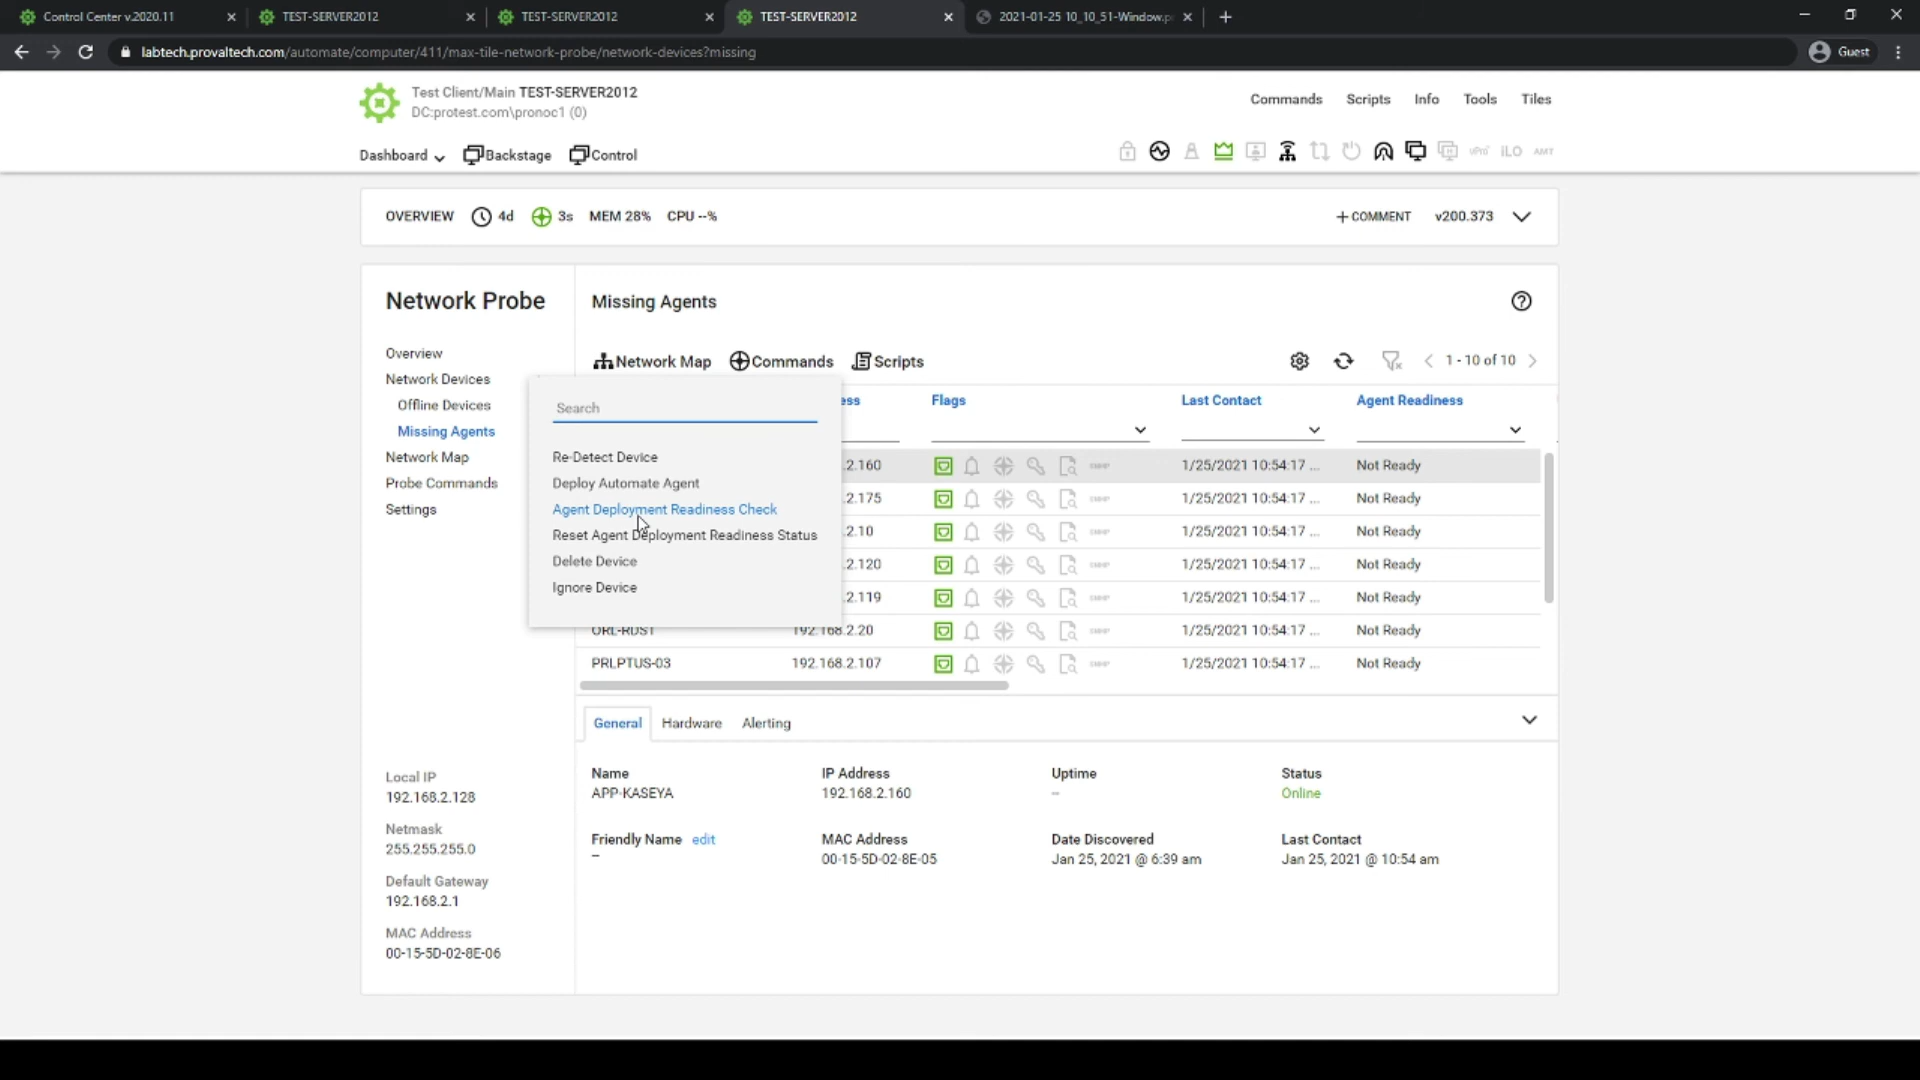 Control Center v.2020.11
TEST-SERVER2012
TEST-SERVER2012
TEST-SERVER2012
2021-01-25 10_10_51-Window.p
labtech.provaltech.com/automate/computer/411/max-tile-network-probe/network-devices?missing
Guest
Test Client/Main TEST-SERVER2012
DC:protest.com\pronoc1 (0)
Commands Scripts Info Tools Tiles
Dashboard Backstage Control
vPro iLO AMT
OVERVIEW 4d 3s MEM 28% CPU --%
+ COMMENT v200.373
Network Probe
Overview
Network Devices
Offline Devices
Missing Agents
Network Map
Probe Commands
Settings
Missing Agents
Network Map Commands Scripts
1 - 10 of 10
ess Flags Last Contact Agent Readiness
Search
Re-Detect Device
Deploy Automate Agent
Agent Deployment Readiness Check
Reset Agent Deployment Readiness Status
Delete Device
Ignore Device
.2.160 SNMP 1/25/2021 10:54:17 ... Not Ready
.2.175 SNMP 1/25/2021 10:54:17 ... Not Ready
.2.10 SNMP 1/25/2021 10:54:17 ... Not Ready
.2.120 SNMP 1/25/2021 10:54:17 ... Not Ready
.2.119 SNMP 1/25/2021 10:54:17 ... Not Ready
ORL-RDS1 192.168.2.20 SNMP 1/25/2021 10:54:17 ... Not Ready
PRLPTUS-03 192.168.2.107 SNMP 1/25/2021 10:54:17 ... Not Ready
General Hardware Alerting
Name IP Address Uptime Status
APP-KASEYA 192.168.2.160 -- Online
Friendly Name edit MAC Address Date Discovered Last Contact
-- 00-15-5D-02-8E-05 Jan 25, 2021 @ 6:39 am Jan 25, 2021 @ 10:54 am
Local IP
192.168.2.128
Netmask
255.255.255.0
Default Gateway
192.168.2.1
MAC Address
00-15-5D-02-8E-06